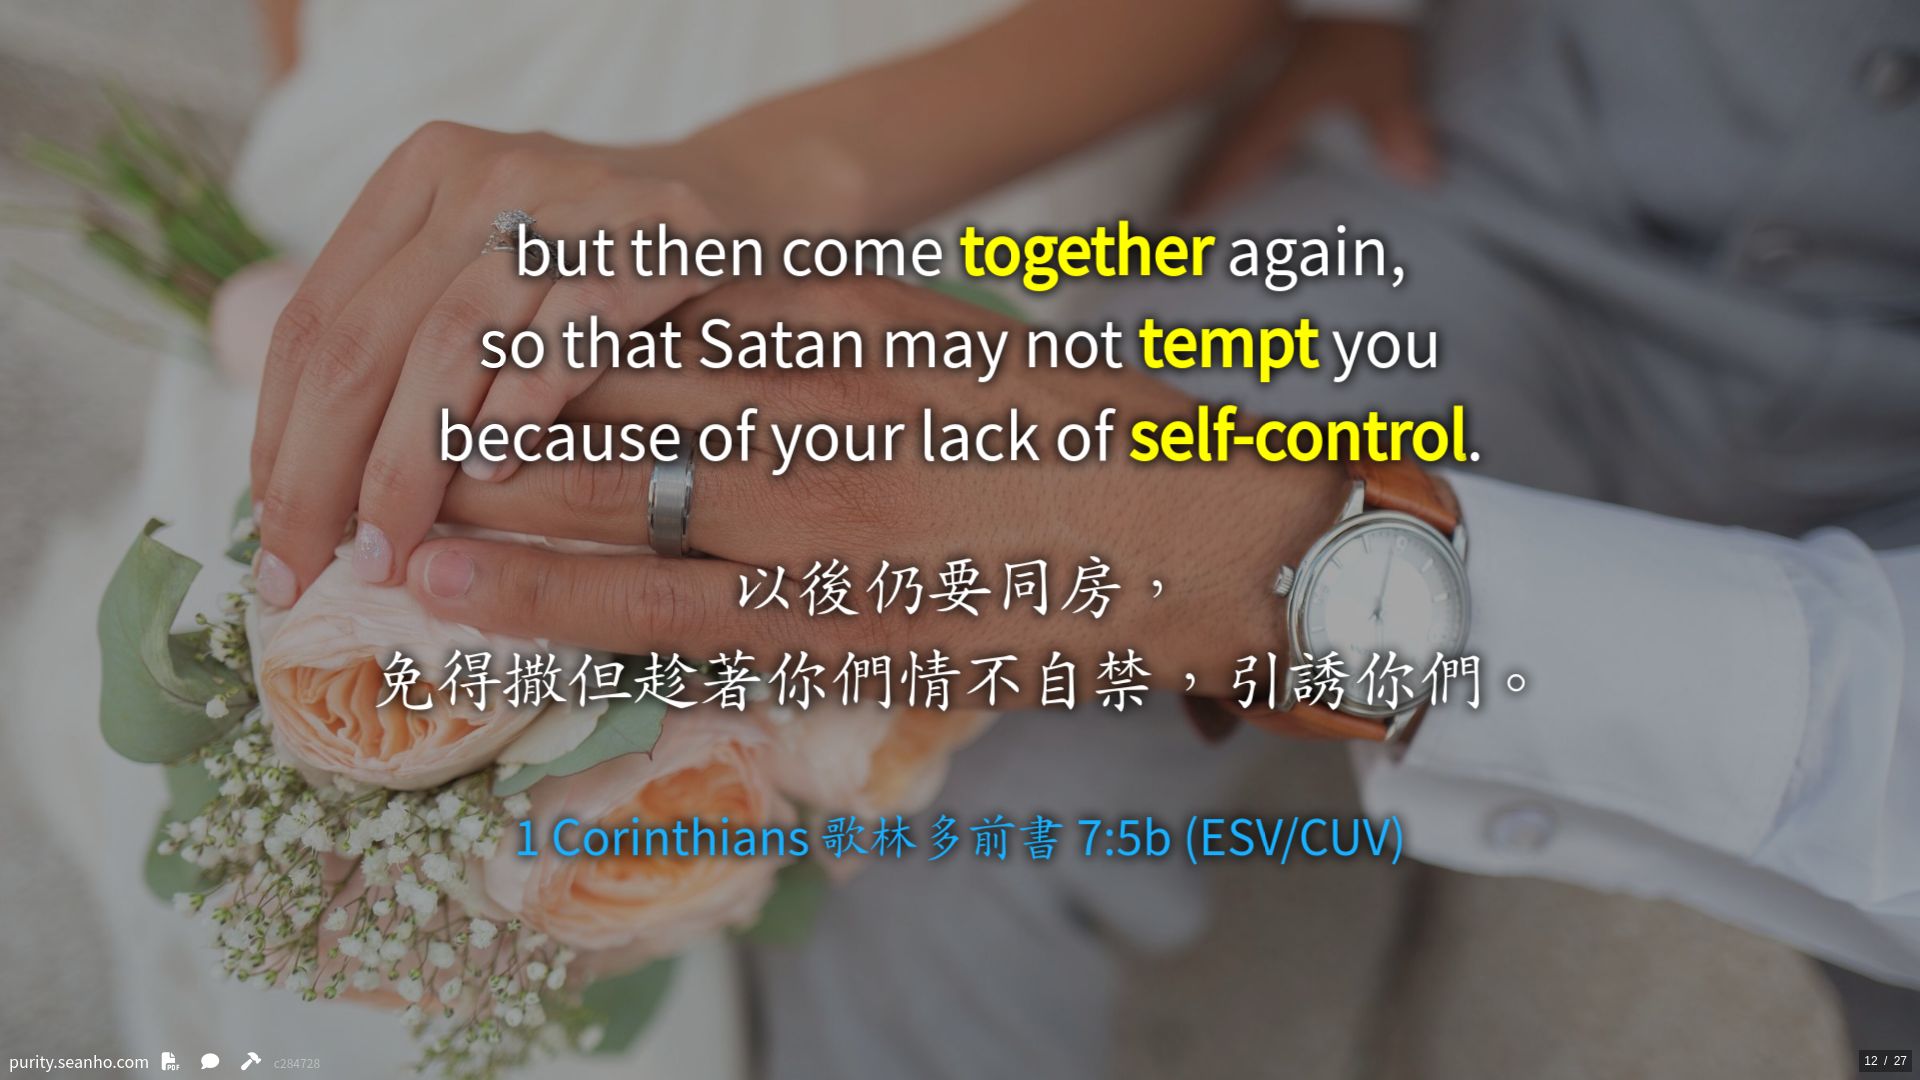 but then come together again,
so that Satan may not tempt you
because of your lack of self-control.
以後仍要同房，
免得撒但趁著你們情不自禁，引誘你們。
1 Corinthians 歌林多前書 7:5b (ESV/CUV)
purity.seanho.com PDF c284728
12 / 27